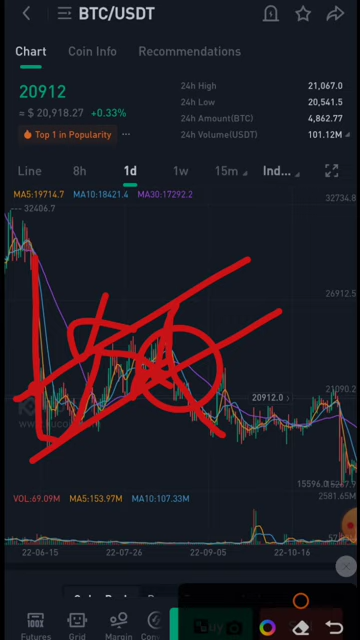 BTC/USDT
Chart Coin Info Recommendations
20912
= $ 20,918.27 +0.33%
Top 1 in Popularity
24h High 21,067.0
24h Low 20,541.5
24h Amount(BTC) 4,862.77
24h Volume(USDT) 101.12M
Line 8h 1d 1w 15m Ind...
MA5:19714.7 MA10:18421.4 MA30:17292.2
32734.8
32406.7
26912.5
21090.2
20912.0
15596.0
VOL:69.09M MA5:153.97M MA10:107.33M
2581.65M
22-06-15 22-07-26 22-09-05 22-10-16
100X
Futures Grid Margin
Buy